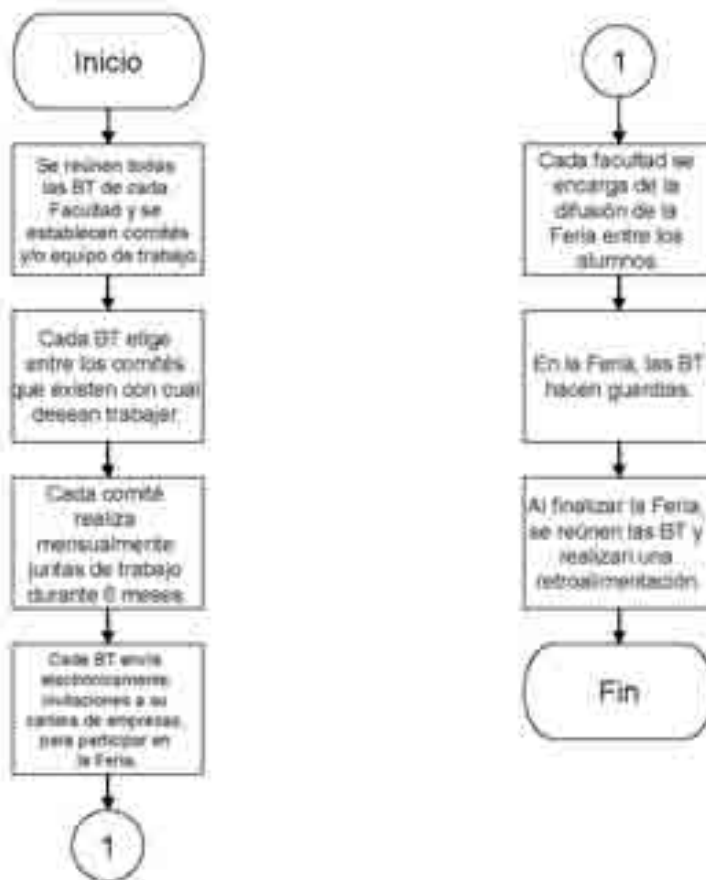 Inicio
Se reúnen todas
las BT de cada
Facultad y se
establecen comités
y/o equipo de trabajo.
Cada BT elige
entre los comités
que existen con cual
desean trabajar.
Cada comité
realiza
mensualmente
juntas de trabajo
durante 6 meses.
Cada BT envía
electrónicamente
invitaciones a su
cartera de empresas,
para participar en
la Feria.
1
1
Cada facultad se
encarga de la
difusión de la
Feria entre los
alumnos.
En la Feria, las BT
hacen guardias.
Al finalizar la Feria,
se reúnen las BT y
realizan una
retroalimentación.
Fin